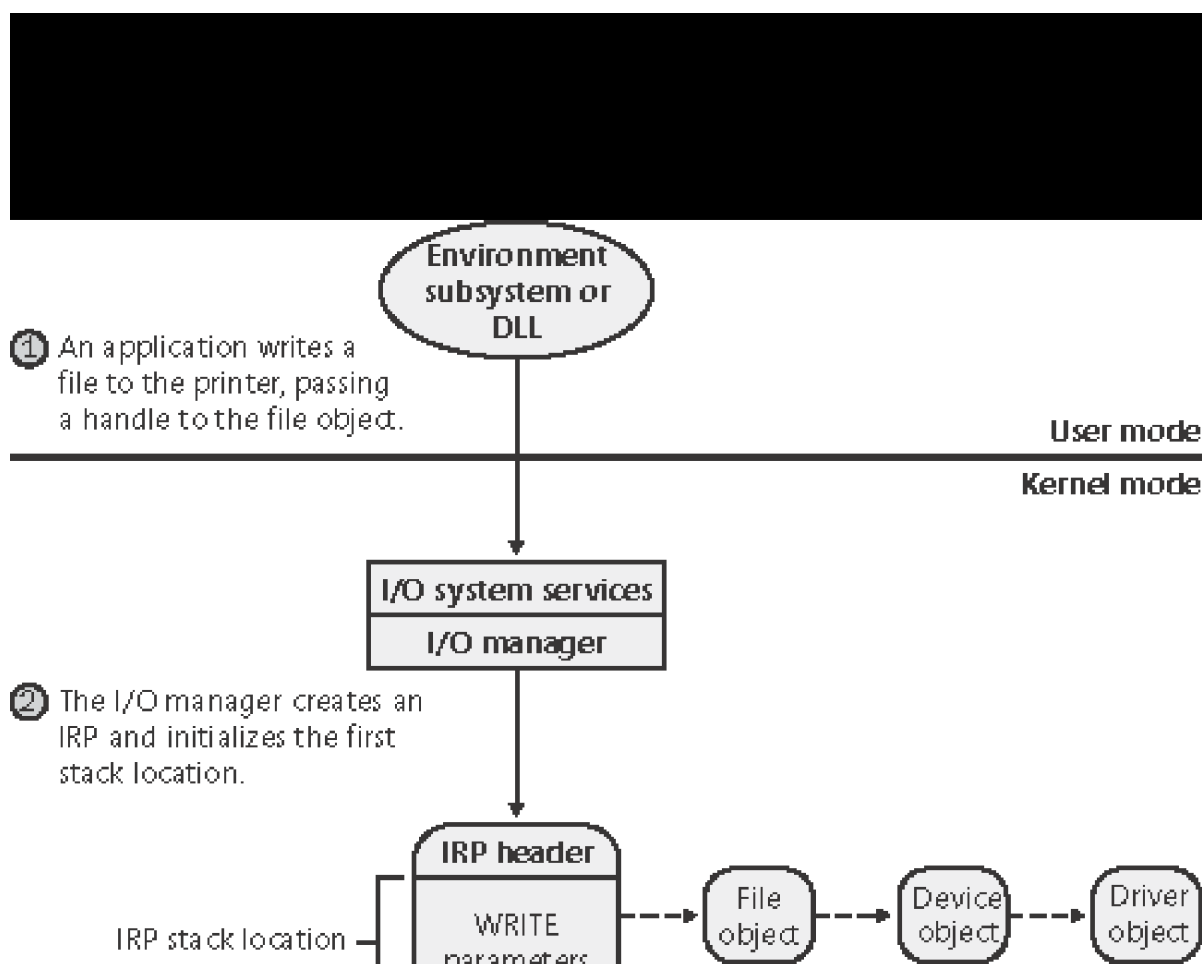 Environment
subsystem or
DLL
1 An application writes a
file to the printer, passing
a handle to the file object.
User mode
Kernel mode
I/O system services
I/O manager
2 The I/O manager creates an
IRP and initializes the first
stack location.
IRP header
IRP stack location
WRITE
parameters
File
object
Device
object
Driver
object